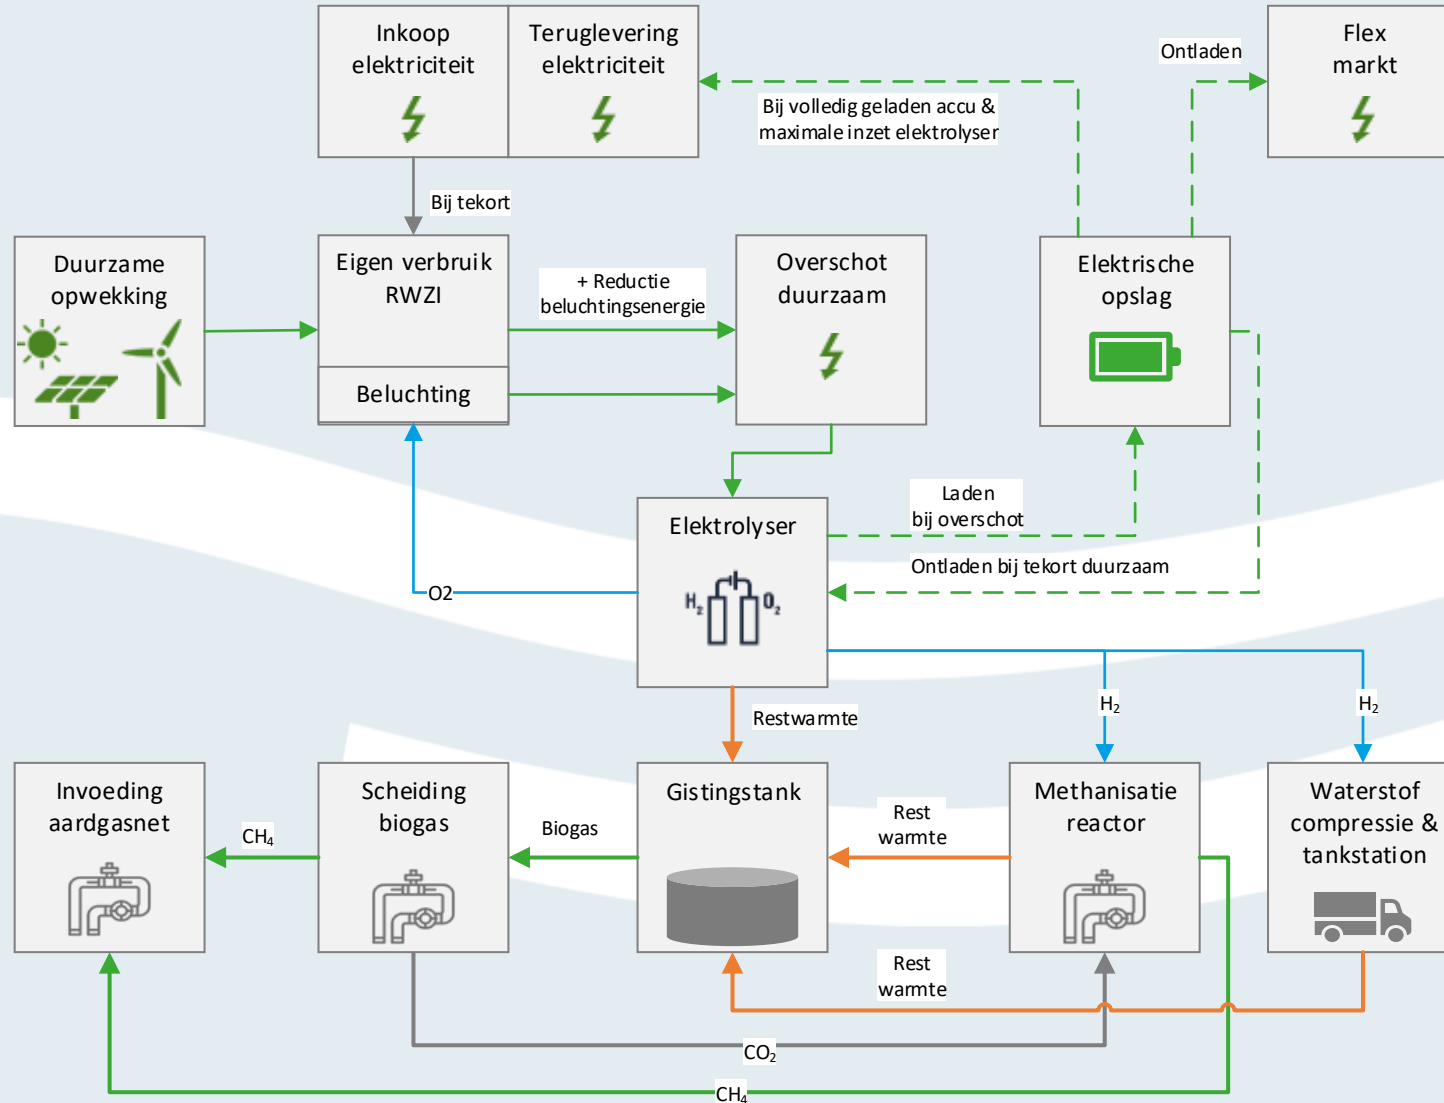 Inkoop
elektriciteit
Teruglevering
elektriciteit
Ontladen
Flex
markt
Bij volledig geladen accu &
maximale inzet elektrolyser
Bij tekort
Duurzame
opwekking
Eigen verbruik
RWZI
Beluchting
+ Reductie
beluchtingsenergie
Overschot
duurzaam
Elektrische
opslag
Elektrolyser
H₂
O₂
Laden
bij overschot
Ontladen bij tekort duurzaam
O2
Restwarmte
H₂
H₂
Invoeding
aardgasnet
CH₄
Scheiding
biogas
Biogas
Gistingstank
Rest
warmte
Methanisatie
reactor
Waterstof
compressie &
tankstation
Rest
warmte
CO₂
CH₄